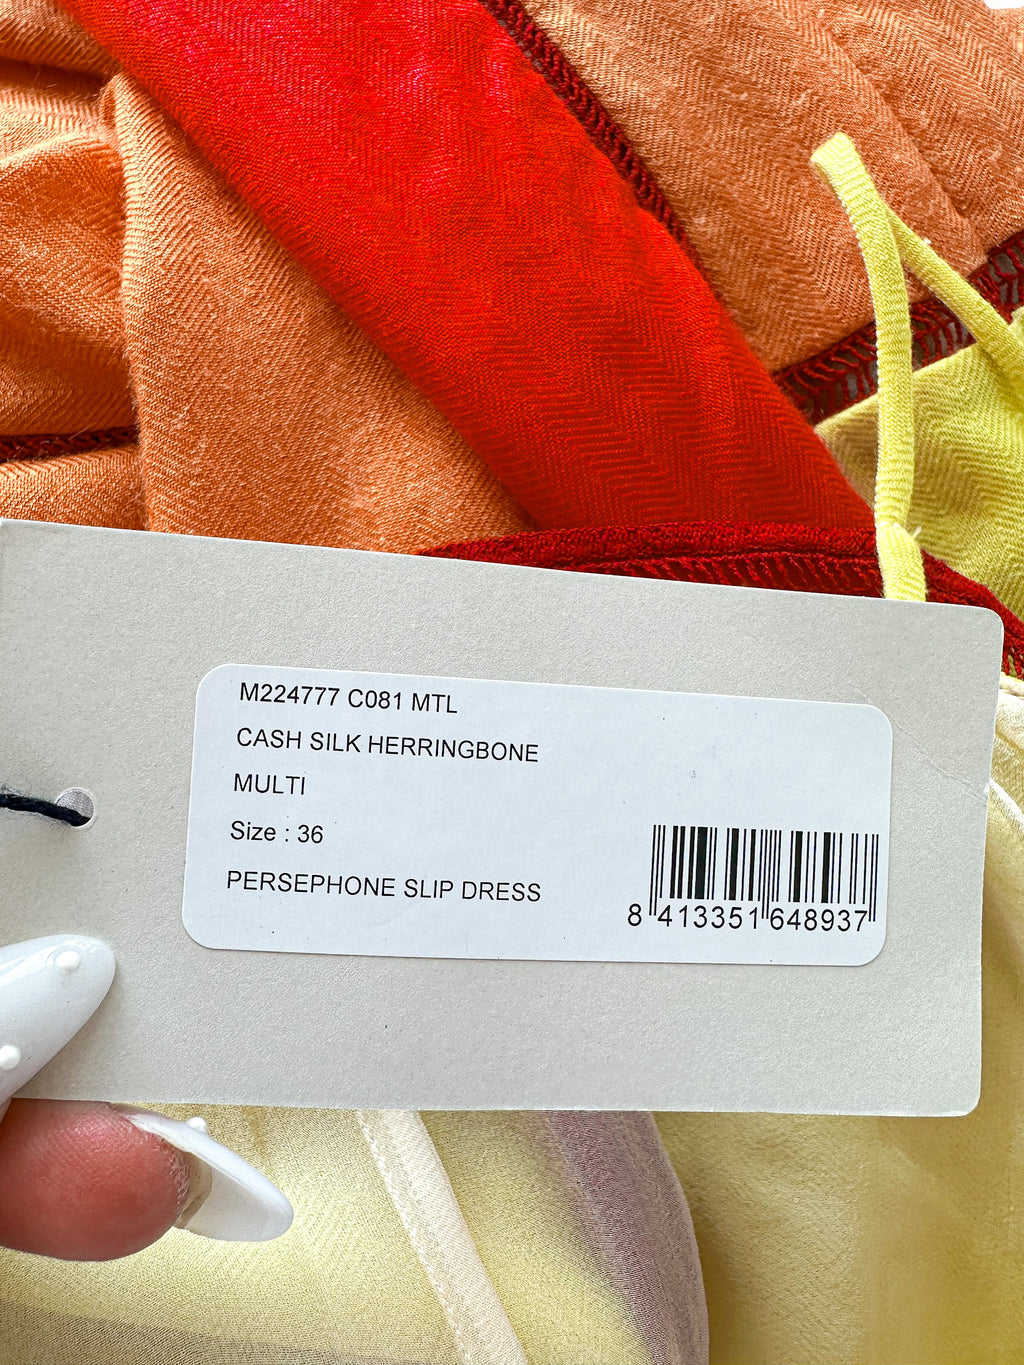 M224777 C081 MTL
CASH SILK HERRINGBONE
MULTI
Size : 36
PERSEPHONE SLIP DRESS
8 413351 648937